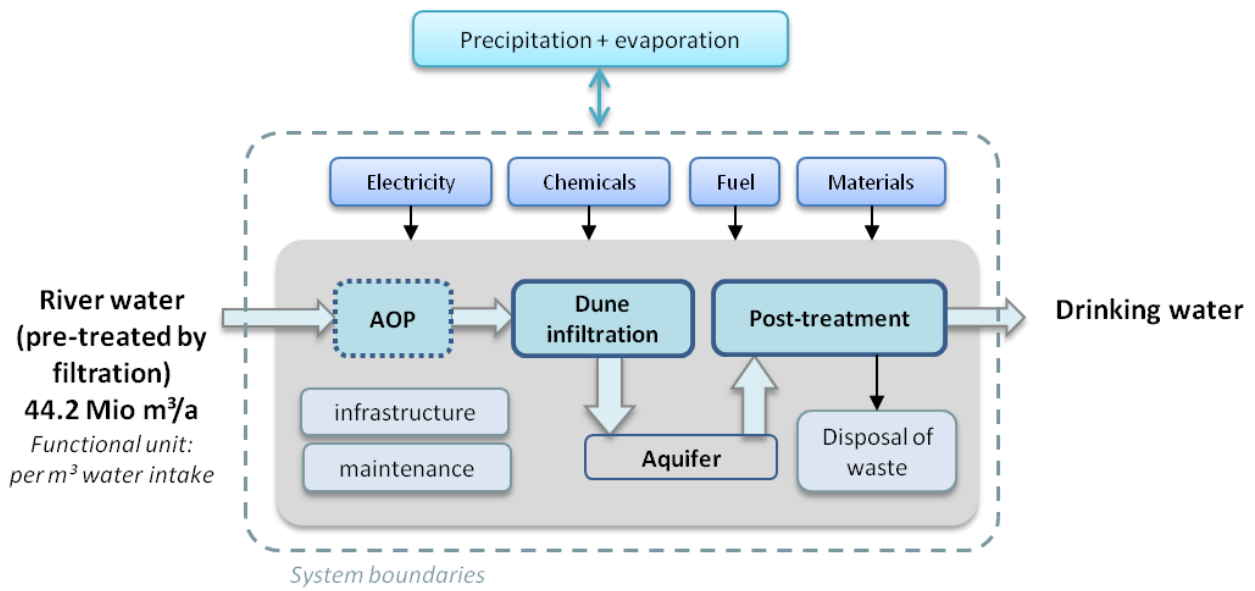 Precipitation + evaporation
Electricity
Chemicals
Fuel
Materials
River water
(pre-treated by
filtration)
44.2 Mio m³/a
Functional unit:
per m³ water intake
AOP
Dune
infiltration
Post-treatment
Drinking water
infrastructure
maintenance
Aquifer
Disposal of
waste
System boundaries